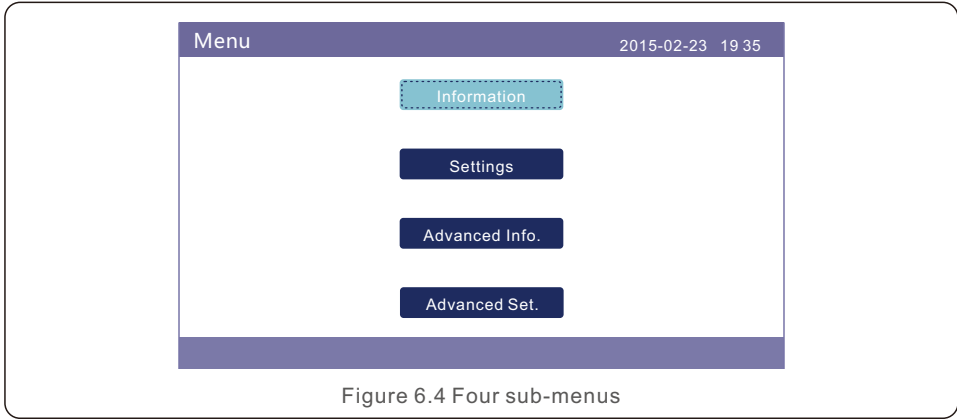 Menu
2015-02-23 19 35
Information
Settings
Advanced Info.
Advanced Set.
Figure 6.4 Four sub-menus